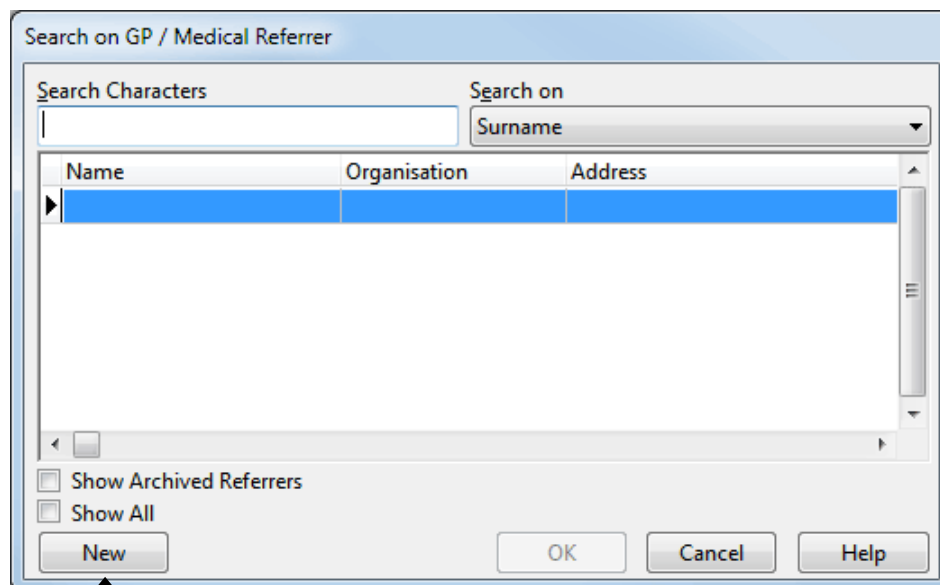 Search on GP / Medical Referrer
Search Characters Search on
Surname
Name Organisation Address
Show Archived Referrers
Show All
New OK Cancel Help